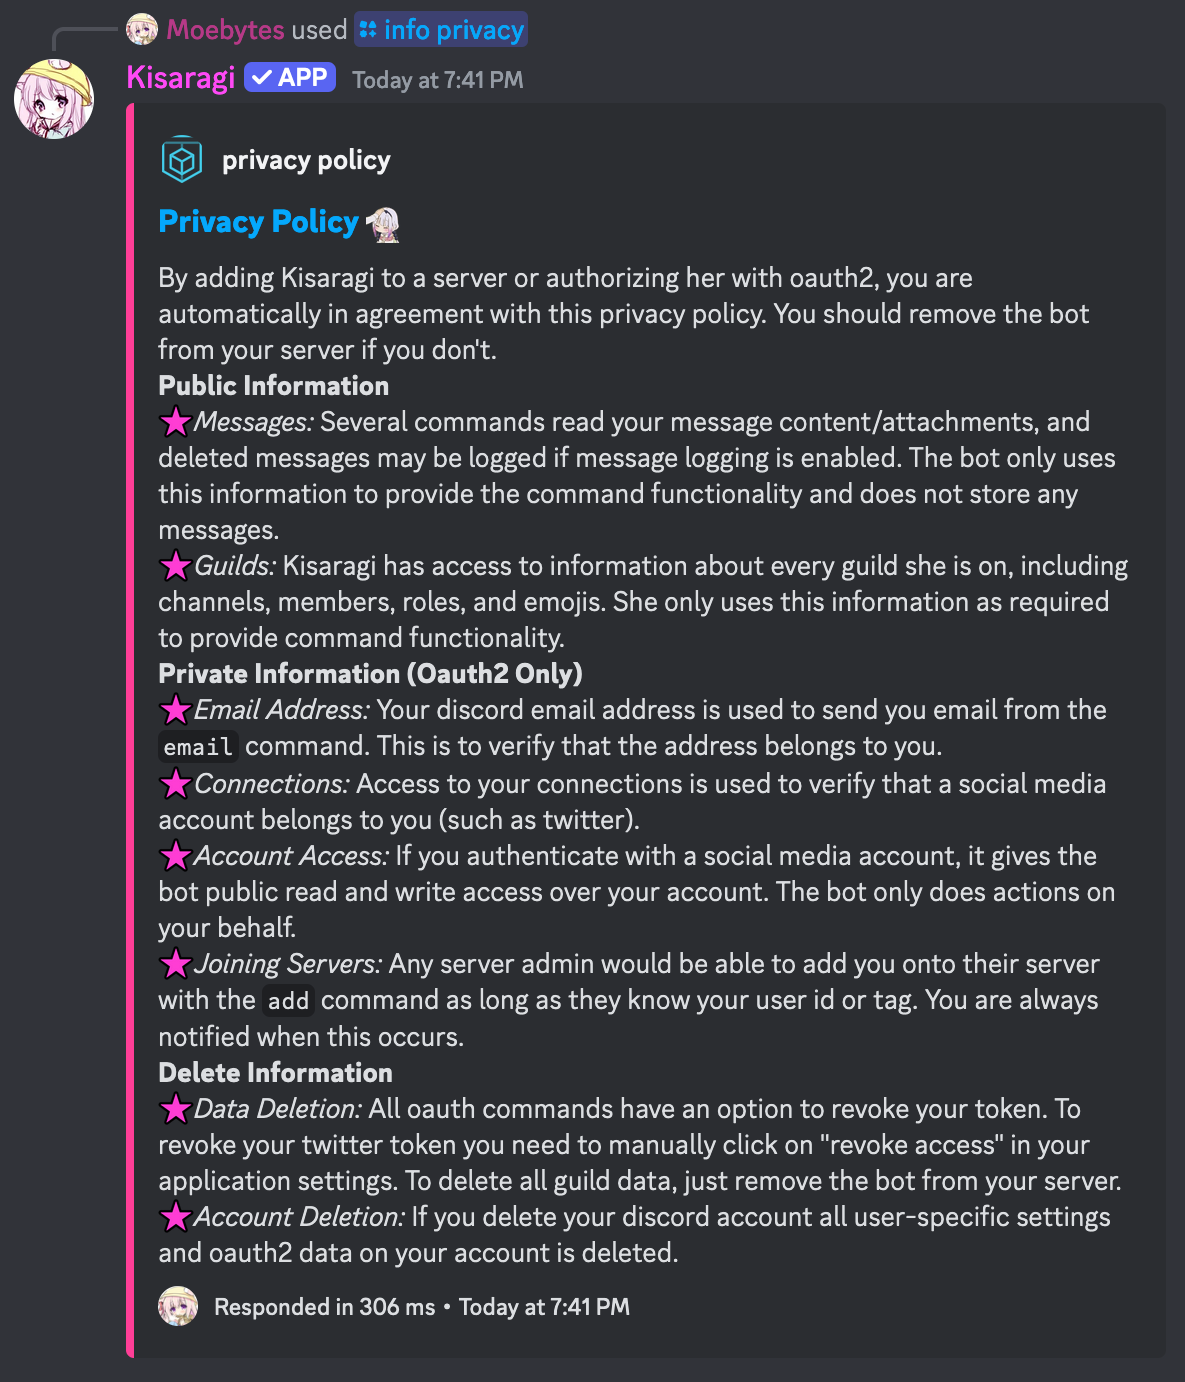 Moebytes used info privacy
Kisaragi APP Today at 7:41 PM
privacy policy
Privacy Policy
By adding Kisaragi to a server or authorizing her with oauth2, you are
automatically in agreement with this privacy policy. You should remove the bot
from your server if you don't.
Public Information
Messages: Several commands read your message content/attachments, and
deleted messages may be logged if message logging is enabled. The bot only uses
this information to provide the command functionality and does not store any
messages.
Guilds: Kisaragi has access to information about every guild she is on, including
channels, members, roles, and emojis. She only uses this information as required
to provide command functionality.
Private Information (Oauth2 Only)
Email Address: Your discord email address is used to send you email from the
email command. This is to verify that the address belongs to you.
Connections: Access to your connections is used to verify that a social media
account belongs to you (such as twitter).
Account Access: If you authenticate with a social media account, it gives the
bot public read and write access over your account. The bot only does actions on
your behalf.
Joining Servers: Any server admin would be able to add you onto their server
with the add command as long as they know your user id or tag. You are always
notified when this occurs.
Delete Information
Data Deletion: All oauth commands have an option to revoke your token. To
revoke your twitter token you need to manually click on "revoke access" in your
application settings. To delete all guild data, just remove the bot from your server.
Account Deletion: If you delete your discord account all user-specific settings
and oauth2 data on your account is deleted.
Responded in 306 ms • Today at 7:41 PM